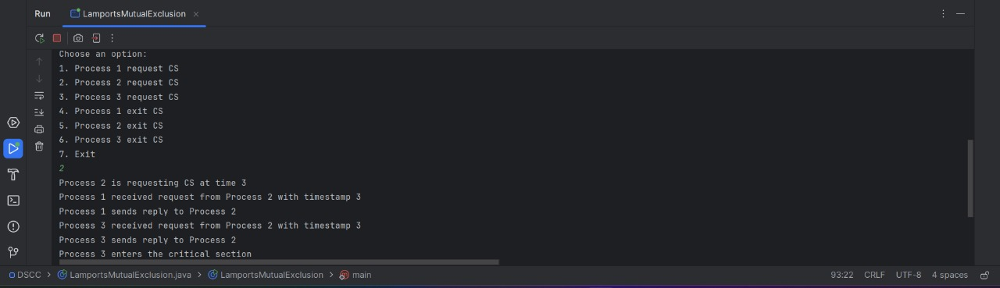 Run LamportsMutualExclusion
Choose an option:
1. Process 1 request CS
2. Process 2 request CS
3. Process 3 request CS
4. Process 1 exit CS
5. Process 2 exit CS
6. Process 3 exit CS
7. Exit
2
Process 2 is requesting CS at time 3
Process 1 received request from Process 2 with timestamp 3
Process 1 sends reply to Process 2
Process 3 received request from Process 2 with timestamp 3
Process 3 sends reply to Process 2
Process 3 enters the critical section
DSCC > LamportsMutualExclusion.java > LamportsMutualExclusion > main 93:22 CRLF UTF-8 4 spaces